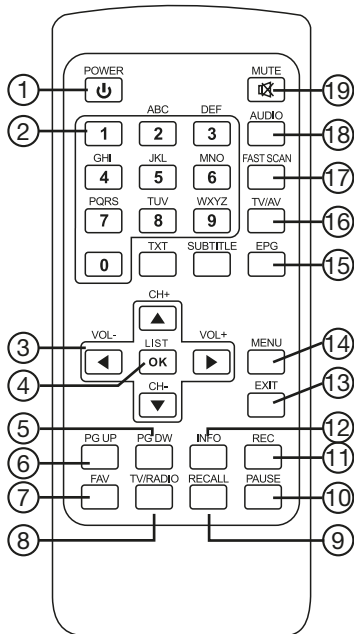 POWER MUTE
1 19
ABC DEF AUDIO
2 1 2 3 18
GHI JKL MNO FAST SCAN
4 5 6 17
PQRS TUV WXYZ TV/AV
7 8 9 16
TXT SUBTITLE EPG
0 15
CH+
VOL- LIST VOL+ MENU
3 OK 14
4 CH- EXIT
13
5 12
PG UP PG DW INFO REC
6 11
FAV TV/RADIO RECALL PAUSE
7 10
8 9